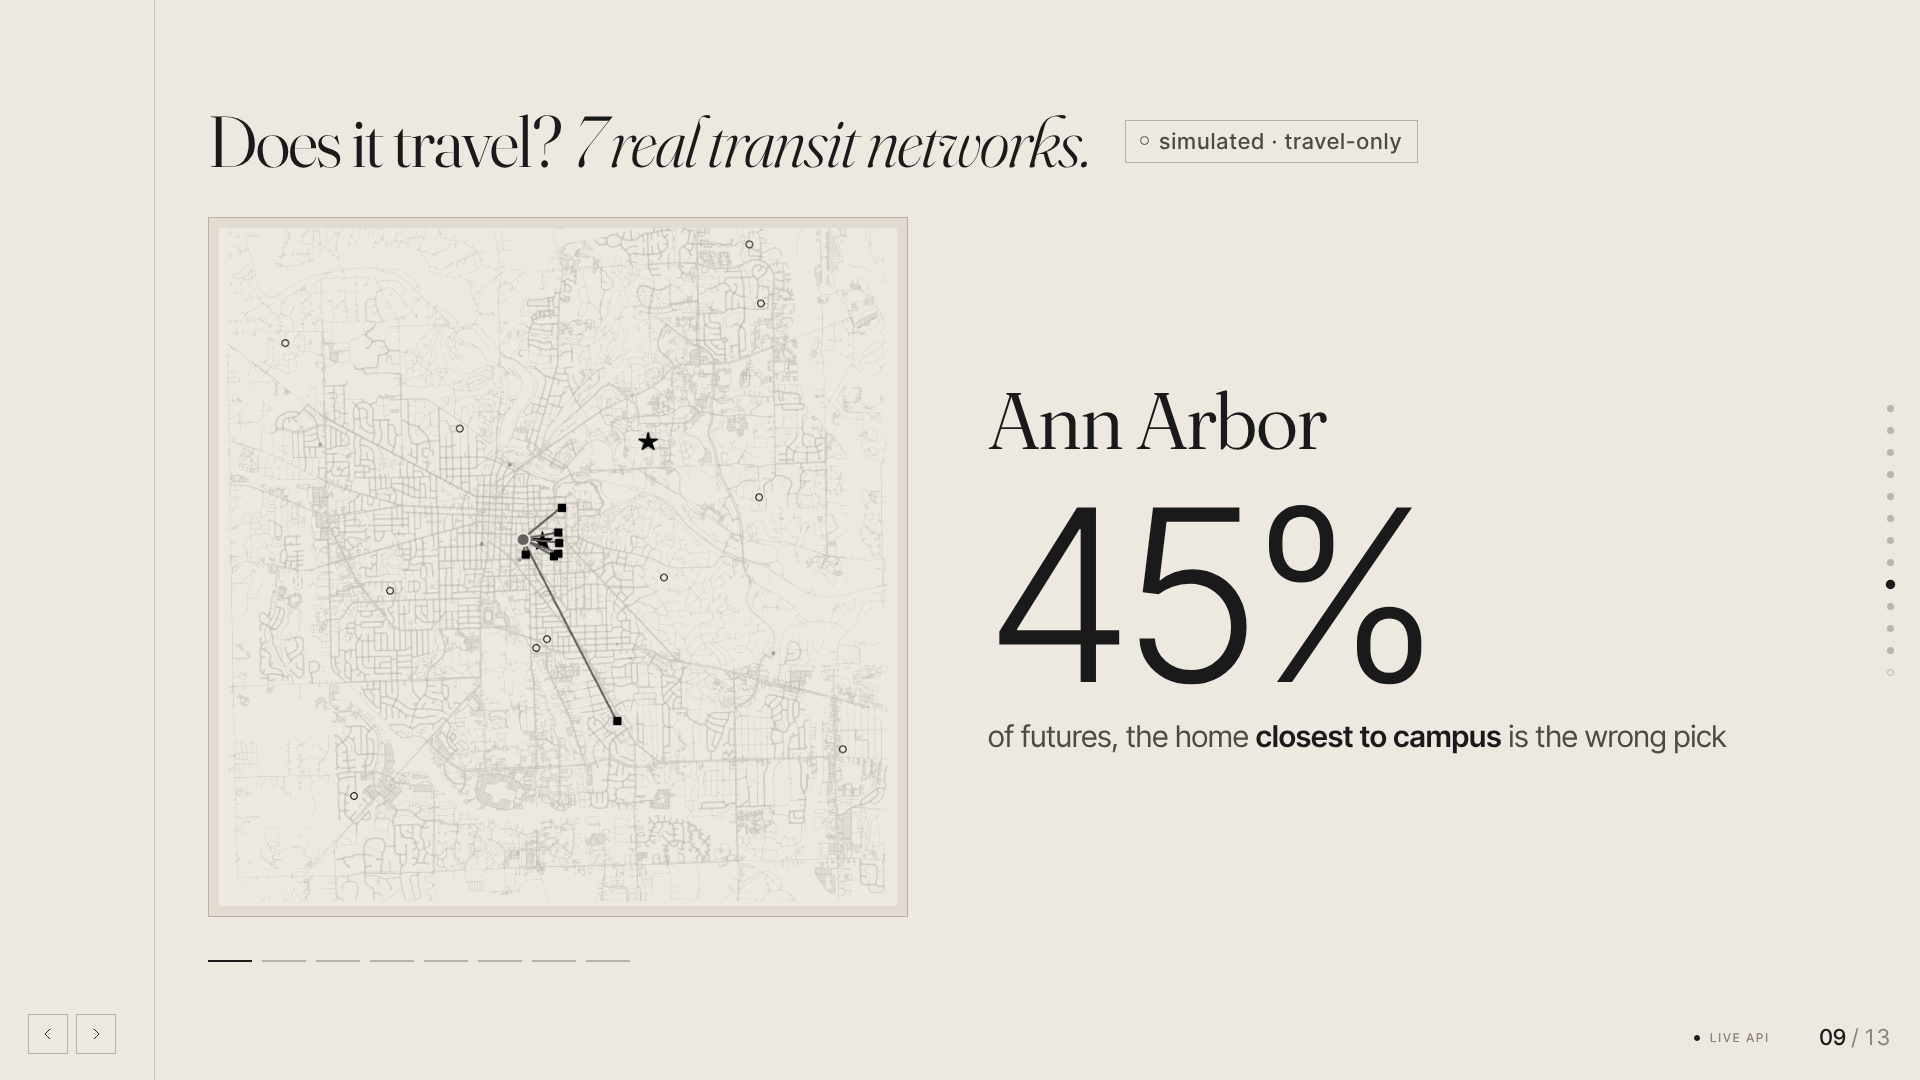 Does it travel? 7 real transit networks.
simulated · travel-only
Ann Arbor
45%
of futures, the home closest to campus is the wrong pick
LIVE API
09 / 13